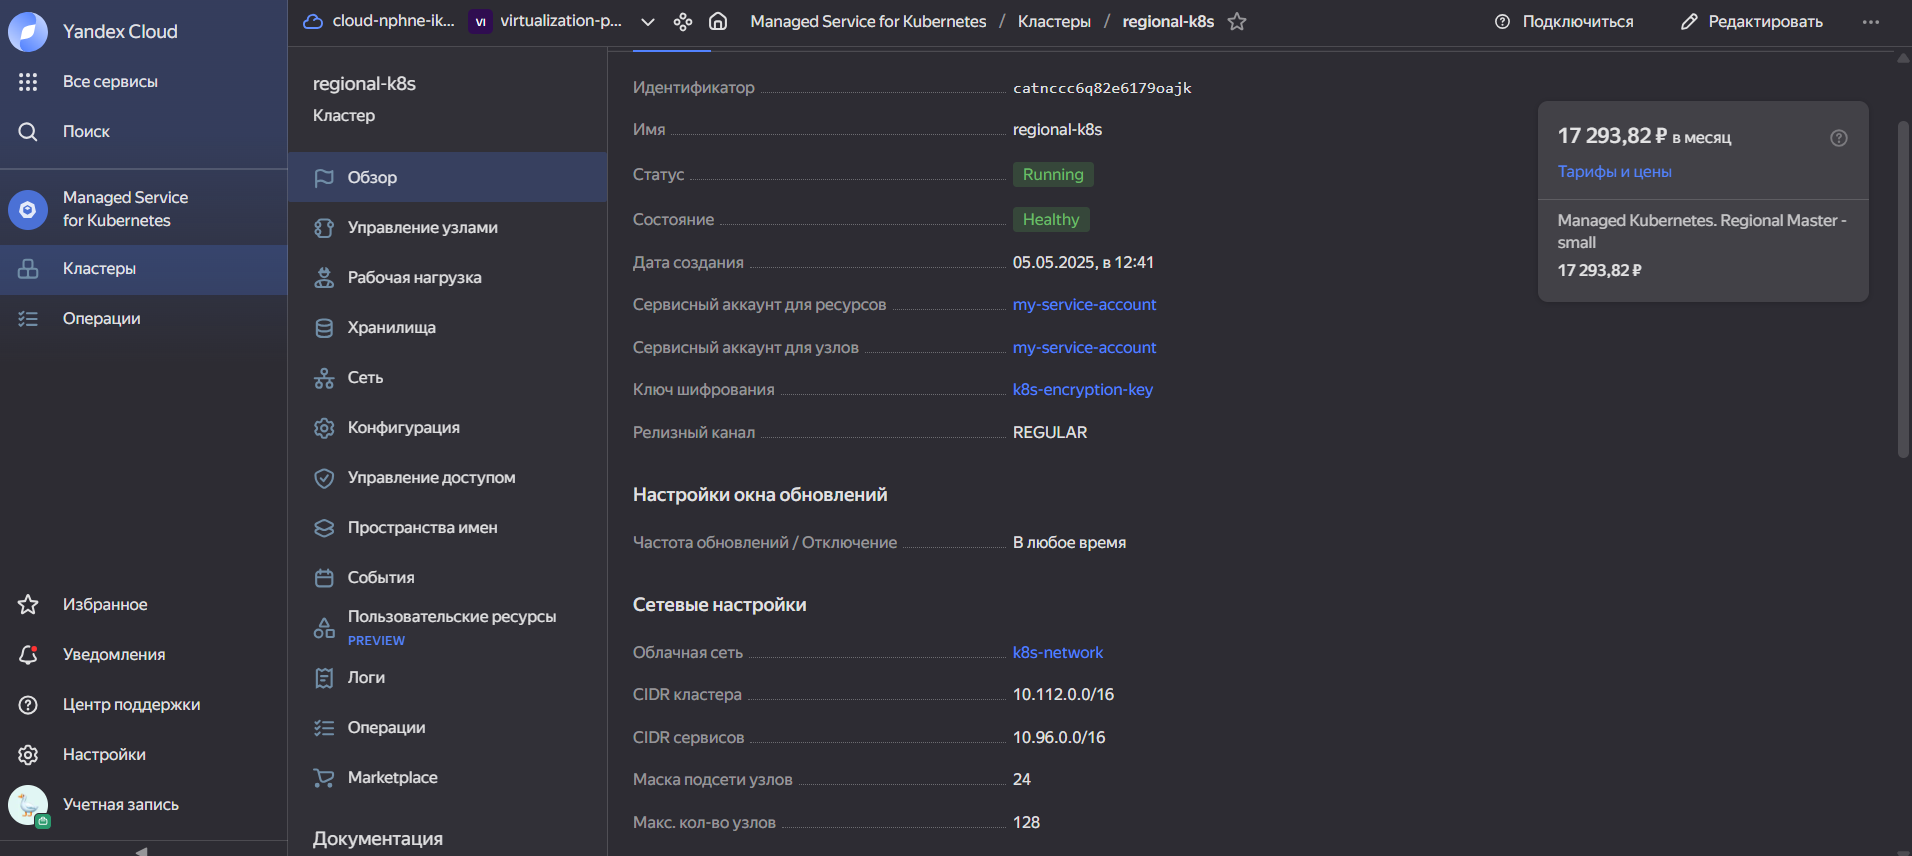 Yandex Cloud
Все сервисы
Поиск
Managed Service
for Kubernetes
Кластеры
Операции
Избранное
Уведомления
Центр поддержки
Настройки
Учетная запись
cloud-nphne-ik... VI virtualization-p... Managed Service for Kubernetes / Кластеры / regional-k8s Подключиться Редактировать
regional-k8s
Кластер
Обзор
Управление узлами
Рабочая нагрузка
Хранилища
Сеть
Конфигурация
Управление доступом
Пространства имен
События
Пользовательские ресурсы
PREVIEW
Логи
Операции
Marketplace
Документация
Идентификатор catnccc6q82e6179oajk
Имя regional-k8s
Статус Running
Состояние Healthy
Дата создания 05.05.2025, в 12:41
Сервисный аккаунт для ресурсов my-service-account
Сервисный аккаунт для узлов my-service-account
Ключ шифрования k8s-encryption-key
Релизный канал REGULAR
Настройки окна обновлений
Частота обновлений / Отключение В любое время
Сетевые настройки
Облачная сеть k8s-network
CIDR кластера 10.112.0.0/16
CIDR сервисов 10.96.0.0/16
Маска подсети узлов 24
Макс. кол-во узлов 128
17 293,82 ₽ в месяц
Тарифы и цены
Managed Kubernetes. Regional Master -
small
17 293,82 ₽